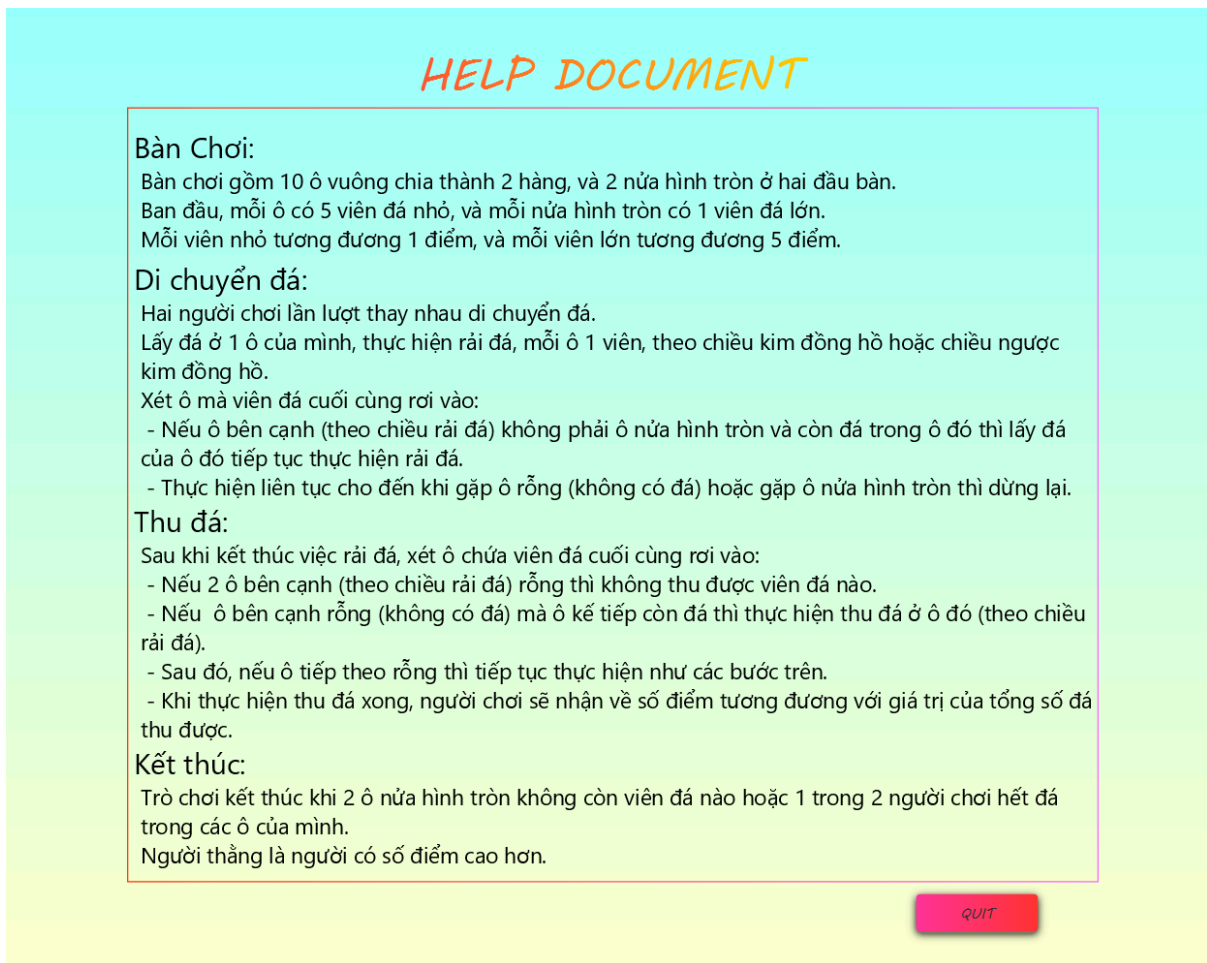 HELP DOCUMENT
Bàn Chơi:
Bàn chơi gồm 10 ô vuông chia thành 2 hàng, và 2 nửa hình tròn ở hai đầu bàn.
Ban đầu, mỗi ô có 5 viên đá nhỏ, và mỗi nửa hình tròn có 1 viên đá lớn.
Mỗi viên nhỏ tương đương 1 điểm, và mỗi viên lớn tương đương 5 điểm.
Di chuyển đá:
Hai người chơi lần lượt thay nhau di chuyển đá.
Lấy đá ở 1 ô của mình, thực hiện rải đá, mỗi ô 1 viên, theo chiều kim đồng hồ hoặc chiều ngược
kim đồng hồ.
Xét ô mà viên đá cuối cùng rơi vào:
- Nếu ô bên cạnh (theo chiều rải đá) không phải ô nửa hình tròn và còn đá trong ô đó thì lấy đá
của ô đó tiếp tục thực hiện rải đá.
- Thực hiện liên tục cho đến khi gặp ô rỗng (không có đá) hoặc gặp ô nửa hình tròn thì dừng lại.
Thu đá:
Sau khi kết thúc việc rải đá, xét ô chứa viên đá cuối cùng rơi vào:
- Nếu 2 ô bên cạnh (theo chiều rải đá) rỗng thì không thu được viên đá nào.
- Nếu  ô bên cạnh rỗng (không có đá) mà ô kế tiếp còn đá thì thực hiện thu đá ở ô đó (theo chiều
rải đá).
- Sau đó, nếu ô tiếp theo rỗng thì tiếp tục thực hiện như các bước trên.
- Khi thực hiện thu đá xong, người chơi sẽ nhận về số điểm tương đương với giá trị của tổng số đá
thu được.
Kết thúc:
Trò chơi kết thúc khi 2 ô nửa hình tròn không còn viên đá nào hoặc 1 trong 2 người chơi hết đá
trong các ô của mình.
Người thằng là người có số điểm cao hơn.
QUIT